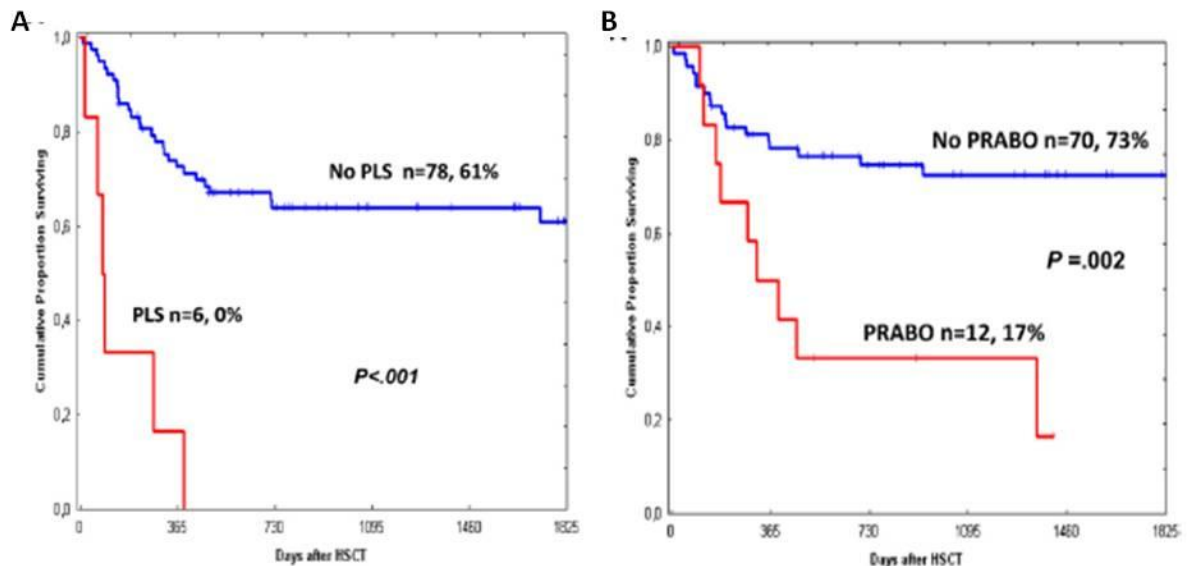 A
Cumulative Proportion Surviving
1,0
0,8
0,6
0,4
0,2
0,0
No PLS n=78, 61%
PLS n=6, 0%
P<.001
0 365 730 1095 1460 1825
Days after HSCT
B
Cumulative Proportion Surviving
1,0
0,8
0,6
0,4
0,2
0,0
No PRABO n=70, 73%
P =.002
PRABO n=12, 17%
0 365 730 1095 1460 1825
Days after HSCT